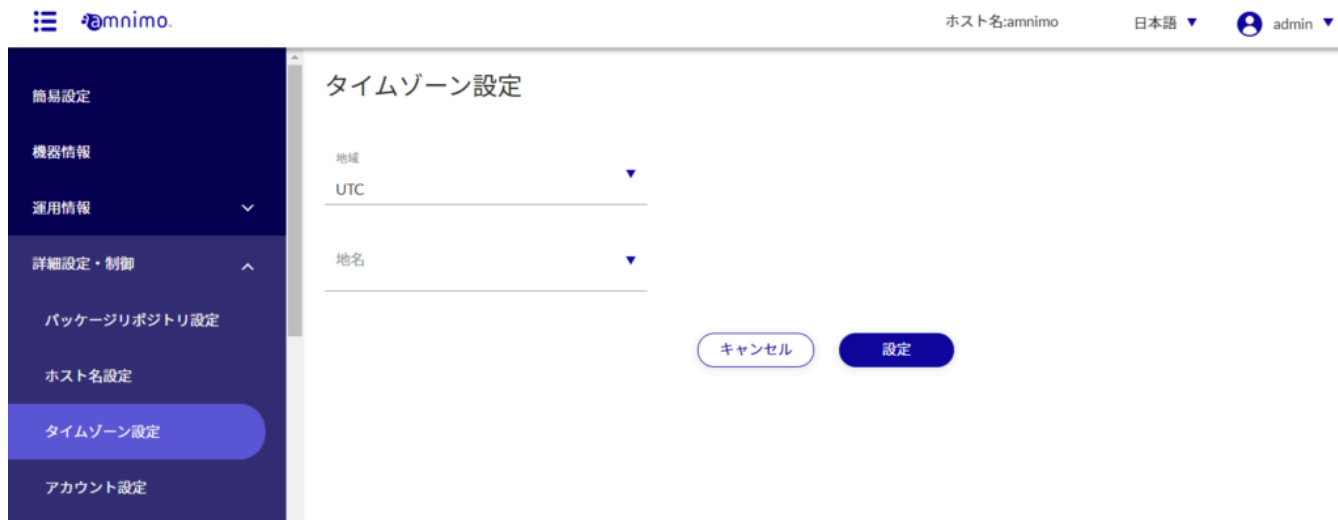 amnimo.
ホスト名:amnimo
日本語 ▼
admin ▼
簡易設定
機器情報
運用情報
詳細設定・制御
パッケージリポジトリ設定
ホスト名設定
タイムゾーン設定
アカウント設定
タイムゾーン設定
地域
UTC
地名
キャンセル
設定